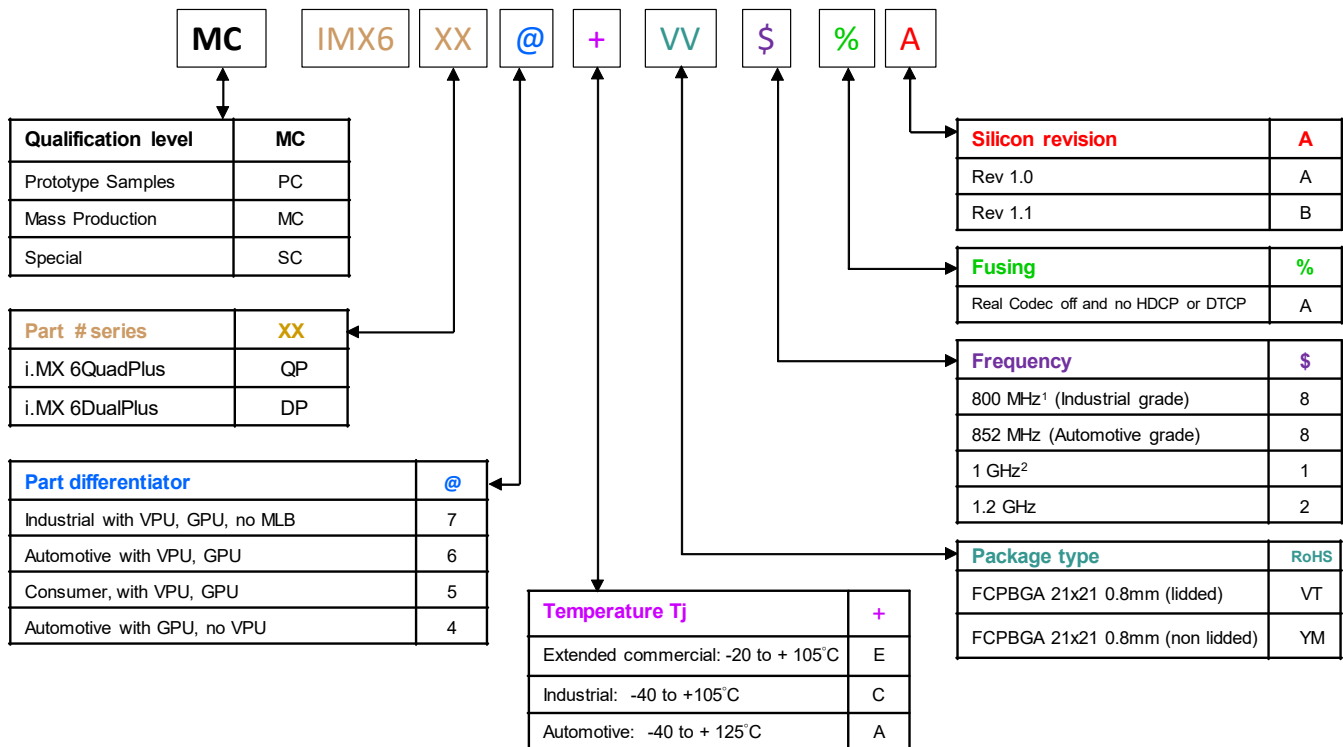 MC IMX6 XX @ + VV $ % A
Qualification level MC
Prototype Samples PC
Mass Production MC
Special SC
Part # series XX
i.MX 6QuadPlus QP
i.MX 6DualPlus DP
Part differentiator @
Industrial with VPU, GPU, no MLB 7
Automotive with VPU, GPU 6
Consumer, with VPU, GPU 5
Automotive with GPU, no VPU 4
Temperature Tj +
Extended commercial: -20 to + 105°C E
Industrial: -40 to +105°C C
Automotive: -40 to + 125°C A
Silicon revision A
Rev 1.0 A
Rev 1.1 B
Fusing %
Real Codec off and no HDCP or DTCP A
Frequency $
800 MHz¹ (Industrial grade) 8
852 MHz (Automotive grade) 8
1 GHz² 1
1.2 GHz 2
Package type RoHS
FCPBGA 21x21 0.8mm (lidded) VT
FCPBGA 21x21 0.8mm (non lidded) YM